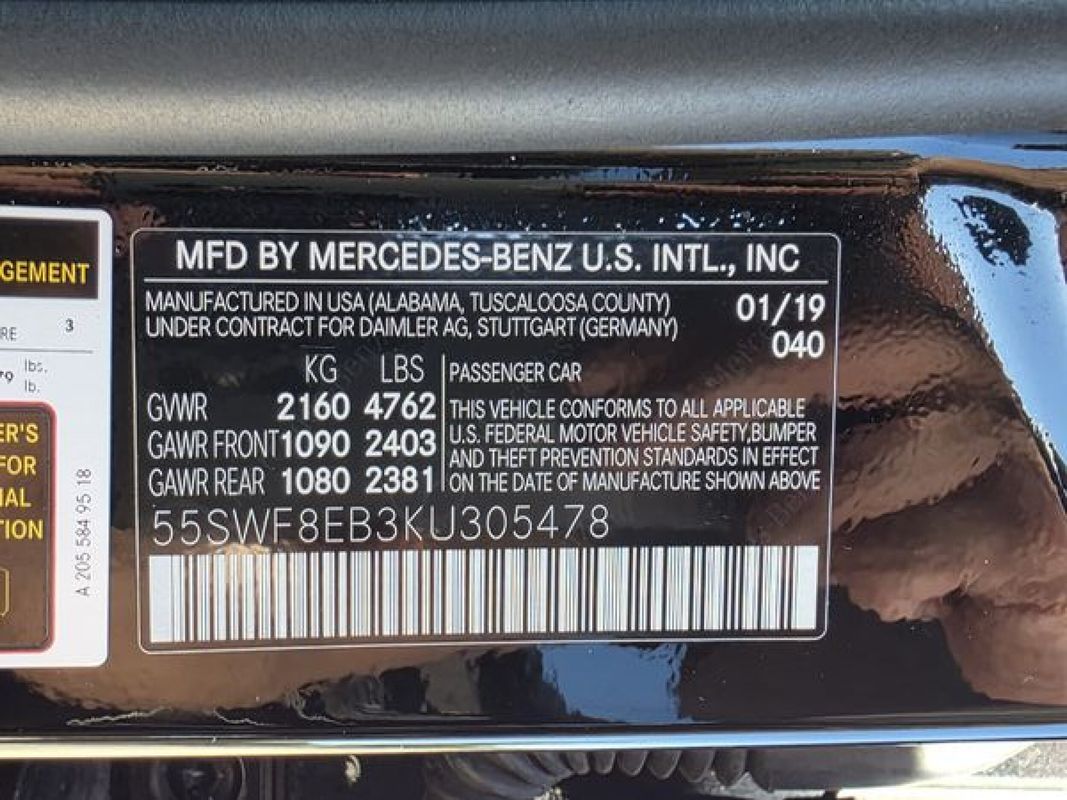 GEMENT
RE 3
79 lbs.
lb.
ER'S
FOR
IAL
TION
A 205 584 95 18
MFD BY MERCEDES-BENZ U.S. INTL., INC
MANUFACTURED IN USA (ALABAMA, TUSCALOOSA COUNTY) 01/19
UNDER CONTRACT FOR DAIMLER AG, STUTTGART (GERMANY) 040
KG LBS
GVWR 2160 4762
GAWR FRONT 1090 2403
GAWR REAR 1080 2381
PASSENGER CAR
THIS VEHICLE CONFORMS TO ALL APPLICABLE
U.S. FEDERAL MOTOR VEHICLE SAFETY,BUMPER
AND THEFT PREVENTION STANDARDS IN EFFECT
ON THE DATE OF MANUFACTURE SHOWN ABOVE
55SWF8EB3KU305478